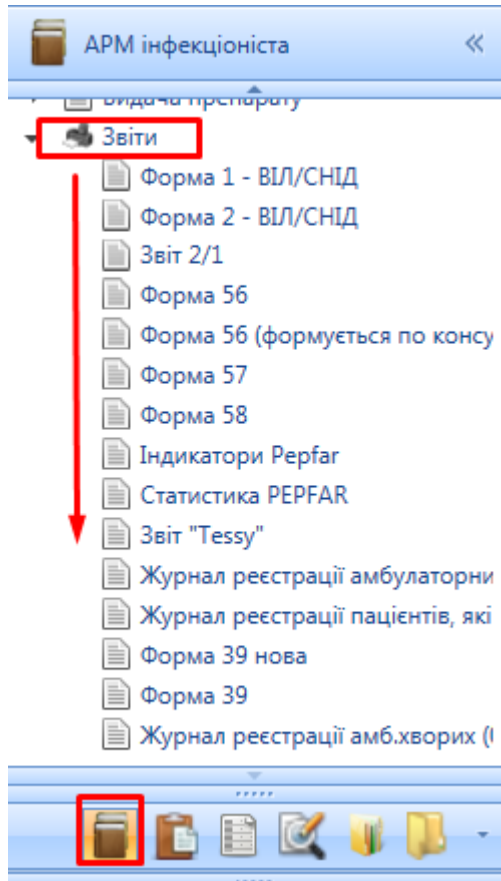 АРМ інфекціоніста
Видача препарату
Звіти
Форма 1 - ВІЛ/СНІД
Форма 2 - ВІЛ/СНІД
Звіт 2/1
Форма 56
Форма 56 (формується по консу
Форма 57
Форма 58
Індикатори Pepfar
Статистика PEPFAR
Звіт "Tessy"
Журнал реєстрації амбулаторни
Журнал реєстрації пацієнтів, які
Форма 39 нова
Форма 39
Журнал реєстрації амб.хворих (